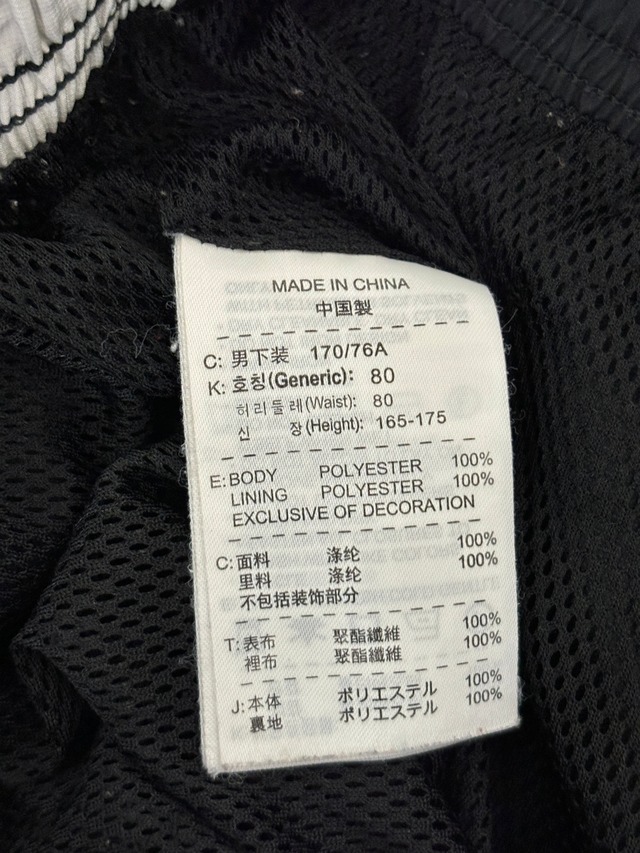 MADE IN CHINA
中国製
C: 男下装 170/76A
K: 호칭(Generic): 80
허리둘레(Waist): 80
신 장(Height): 165-175
E: BODY POLYESTER 100%
LINING POLYESTER 100%
EXCLUSIVE OF DECORATION
C: 面料 涤纶 100%
里料 涤纶 100%
不包括装饰部分
T: 表布 聚酯纖維 100%
裡布 聚酯纖維 100%
J: 本体 ポリエステル 100%
裏地 ポリエステル 100%